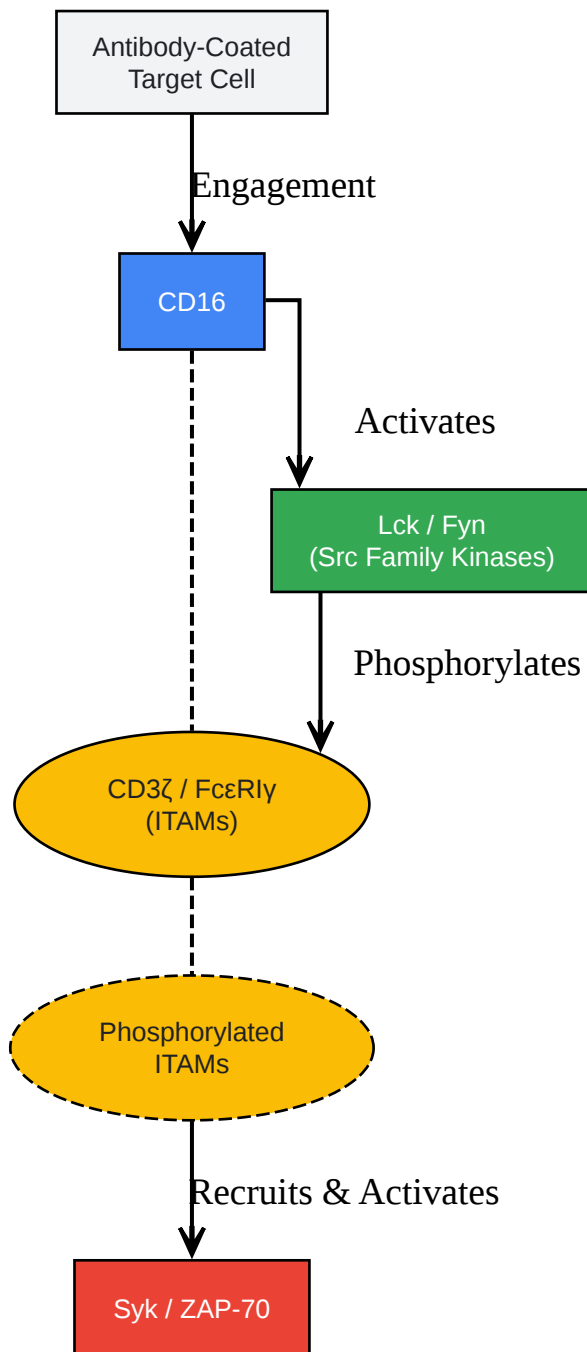 Antibody-Coated
Target Cell
Engagement
CD16
Activates
Lck / Fyn
(Src Family Kinases)
Phosphorylates
CD3ζ / FcεRIγ
(ITAMs)
Phosphorylated
ITAMs
Recruits & Activates
Syk / ZAP-70